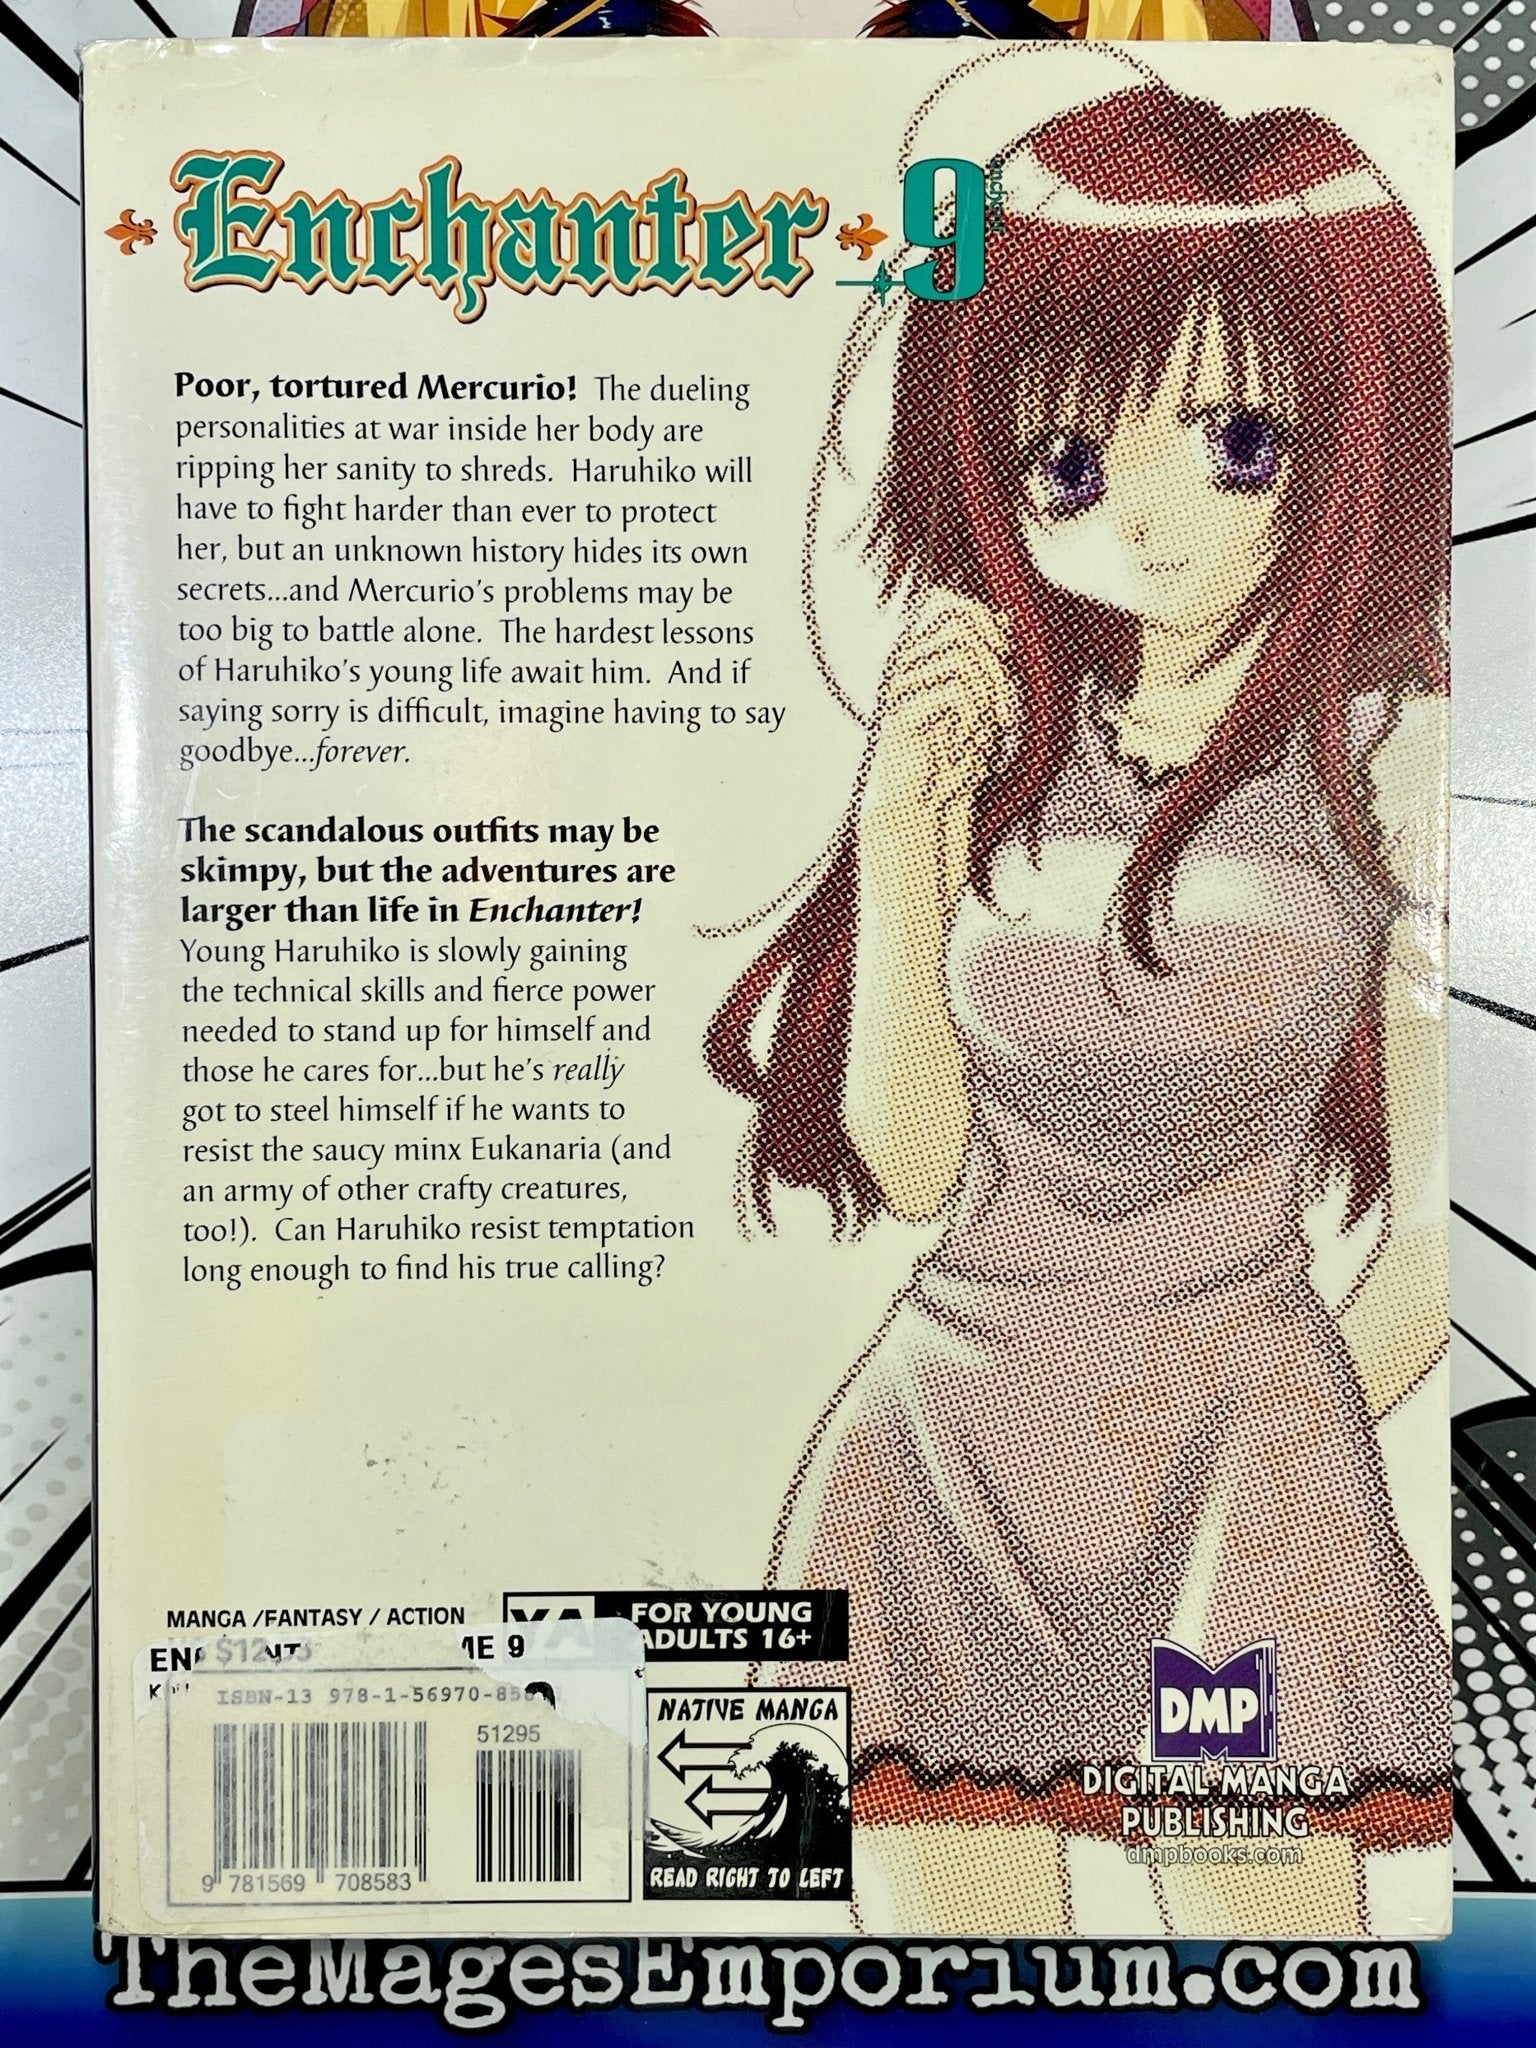 Enchanter 9
Poor, tortured Mercurio! The dueling
personalities at war inside her body are
ripping her sanity to shreds. Haruhiko will
have to fight harder than ever to protect
her, but an unknown history hides its own
secrets...and Mercurio's problems may be
too big to battle alone. The hardest lessons
of Haruhiko's young life await him. And if
saying sorry is difficult, imagine having to say
goodbye...forever.
The scandalous outfits may be
skimpy, but the adventures are
larger than life in Enchanter!
Young Haruhiko is slowly gaining
the technical skills and fierce power
needed to stand up for himself and
those he cares for...but he's really
got to steel himself if he wants to
resist the saucy minx Eukanaria (and
an army of other crafty creatures,
too!). Can Haruhiko resist temptation
long enough to find his true calling?
MANGA /FANTASY / ACTION
YA FOR YOUNG
ADULTS 16+
9
ISBN-13 978-1-56970-858
51295
9 781569 708583
NATIVE MANGA
READ RIGHT TO LEFT
DMP
DIGITAL MANGA
PUBLISHING
dmpbooks.com
TheMagesEmporium.com